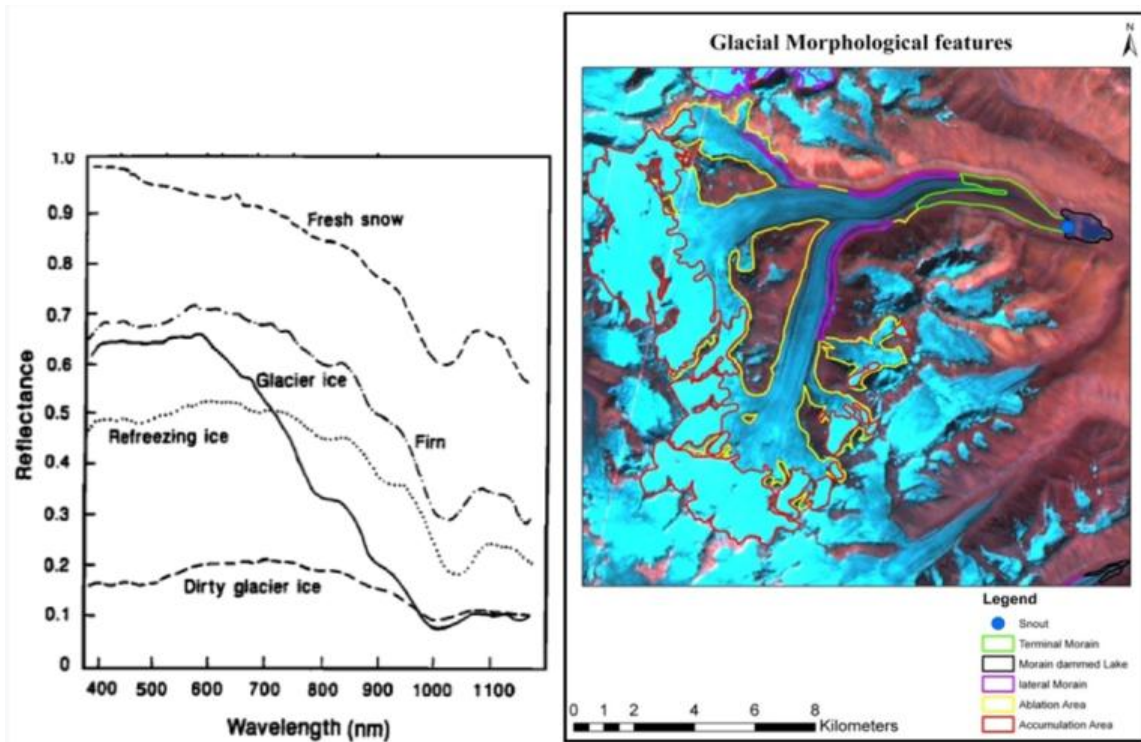 1.0
0.9
0.8
0.7
0.6
0.5
0.4
0.3
0.2
0.1
0
Reflectance
Fresh snow
Glacier ice
Refreezing ice
Firn
Dirty glacier ice
400 500 600 700 800 900 1000 1100
Wavelength (nm)
Glacial Morphological features
N
Legend
Snout
Terminal Morain
Morain dammed Lake
lateral Morain
Ablation Area
Accumulation Area
0 1 2 4 6 8
Kilometers